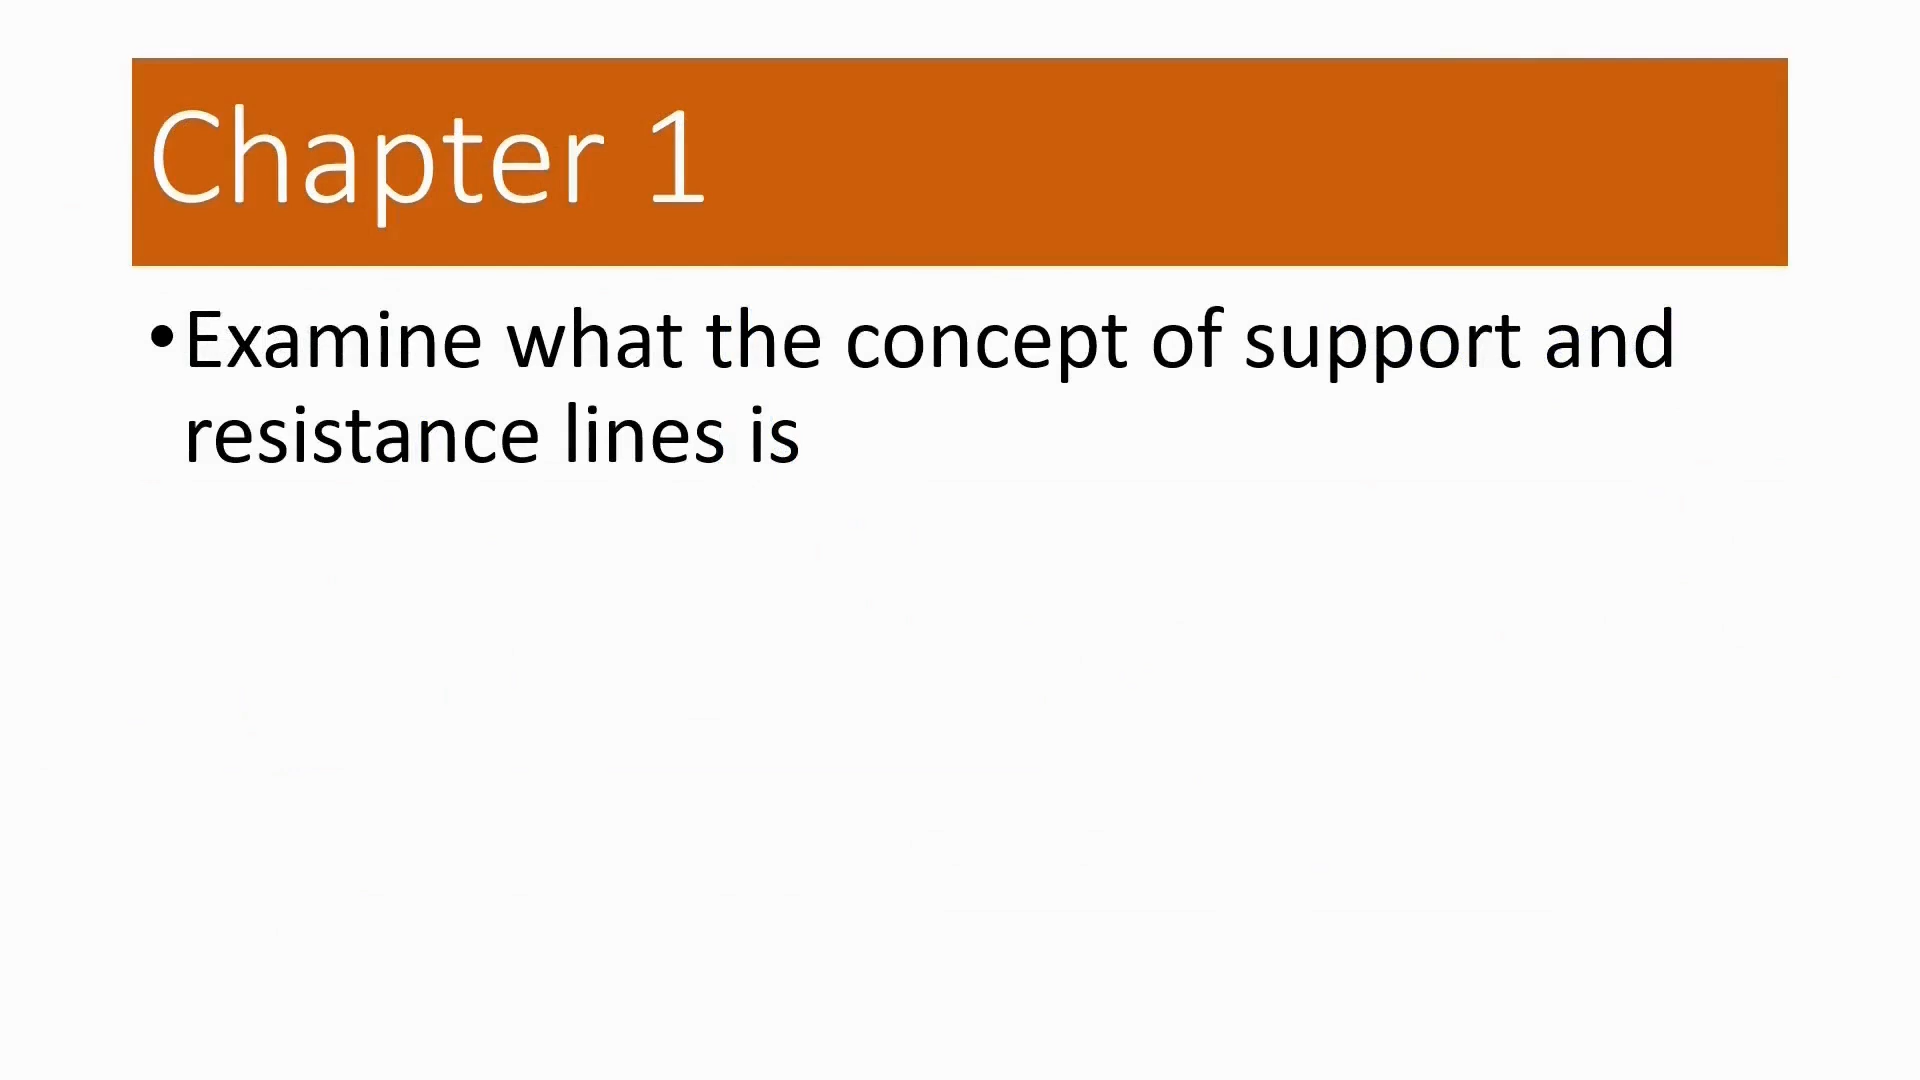 Chapter 1
•Examine what the concept of support and
resistance lines is